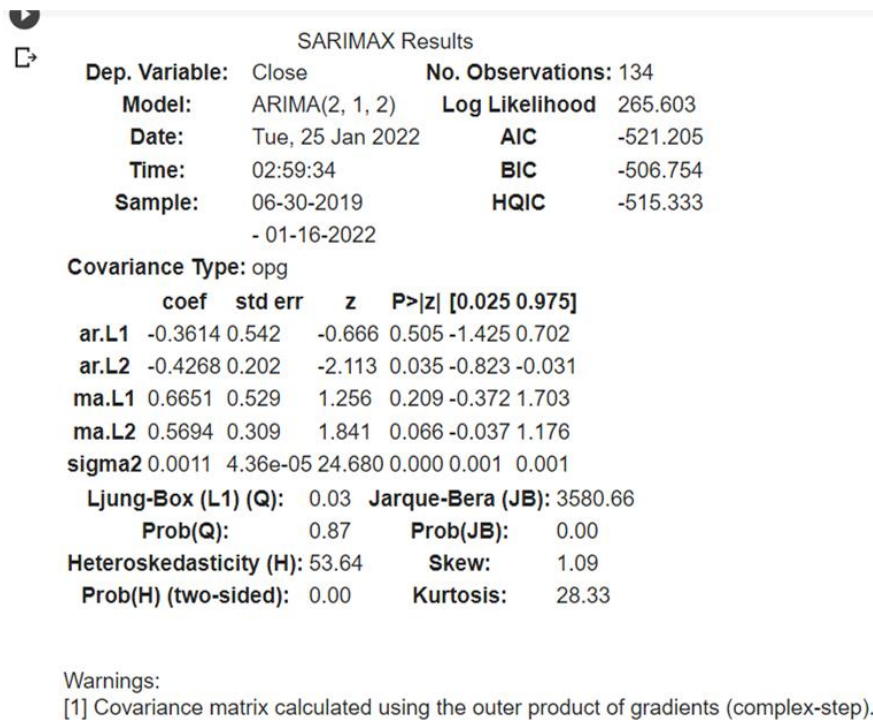 SARIMAX Results
Dep. Variable: Close No. Observations: 134
Model: ARIMA(2, 1, 2) Log Likelihood 265.603
Date: Tue, 25 Jan 2022 AIC -521.205
Time: 02:59:34 BIC -506.754
Sample: 06-30-2019 HQIC -515.333
- 01-16-2022
Covariance Type: opg
coef std err z P>|z| [0.025 0.975]
ar.L1 -0.3614 0.542 -0.666 0.505 -1.425 0.702
ar.L2 -0.4268 0.202 -2.113 0.035 -0.823 -0.031
ma.L1 0.6651 0.529 1.256 0.209 -0.372 1.703
ma.L2 0.5694 0.309 1.841 0.066 -0.037 1.176
sigma2 0.0011 4.36e-05 24.680 0.000 0.001 0.001
Ljung-Box (L1) (Q): 0.03 Jarque-Bera (JB): 3580.66
Prob(Q): 0.87 Prob(JB): 0.00
Heteroskedasticity (H): 53.64 Skew: 1.09
Prob(H) (two-sided): 0.00 Kurtosis: 28.33
Warnings:
[1] Covariance matrix calculated using the outer product of gradients (complex-step).